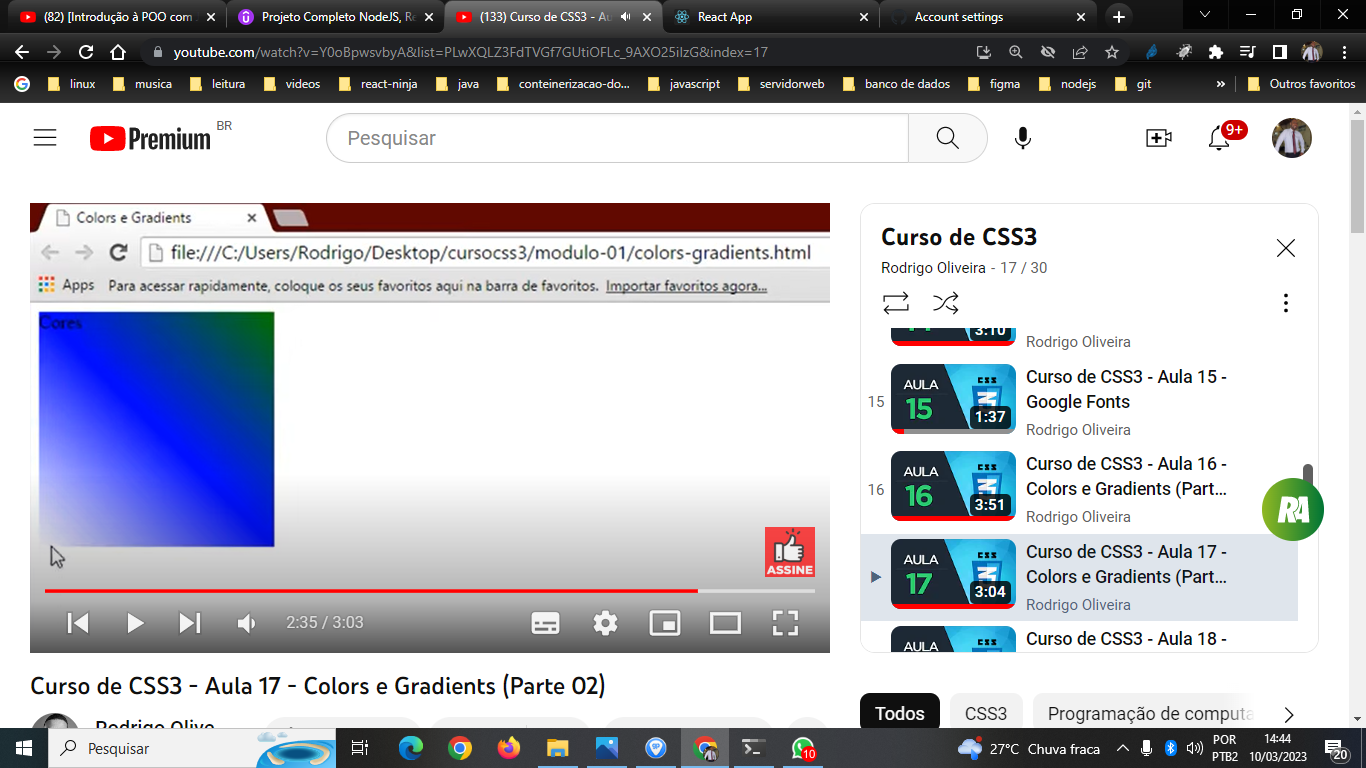 (82) [Introdução à POO com
Projeto Completo NodeJS, Re
(133) Curso de CSS3 - Au
React App
Account settings
youtube.com/watch?v=Y0oBpwsvbyA&list=PLwXQLZ3FdTVGf7GUtiOFLc_9AXO25iIzG&index=17
linux
musica
leitura
videos
react-ninja
java
conteinerizacao-do...
javascript
servidorweb
banco de dados
figma
nodejs
git
»
Outros favoritos
Premium
BR
Pesquisar
9+
Colors e Gradients
file:///C:/Users/Rodrigo/Desktop/cursocss3/modulo-01/colors-gradients.html
Apps
Para acessar rapidamente, coloque os seus favoritos aqui na barra de favoritos. Importar favoritos agora...
Cores
ASSINE
2:35 / 3:03
Curso de CSS3 - Aula 17 - Colors e Gradients (Parte 02)
Curso de CSS3
Rodrigo Oliveira - 17 / 30
3:10
Rodrigo Oliveira
15
AULA
15
CSS
1:37
Curso de CSS3 - Aula 15 -
Google Fonts
Rodrigo Oliveira
16
AULA
16
CSS
3:51
Curso de CSS3 - Aula 16 -
Colors e Gradients (Part...
Rodrigo Oliveira
AULA
17
CSS
3:04
Curso de CSS3 - Aula 17 -
Colors e Gradients (Part...
Rodrigo Oliveira
AULA
CSS
Curso de CSS3 - Aula 18 -
RA
Todos
CSS3
Programação de computa
Pesquisar
10
27°C Chuva fraca
POR
PTB2
14:44
10/03/2023
20